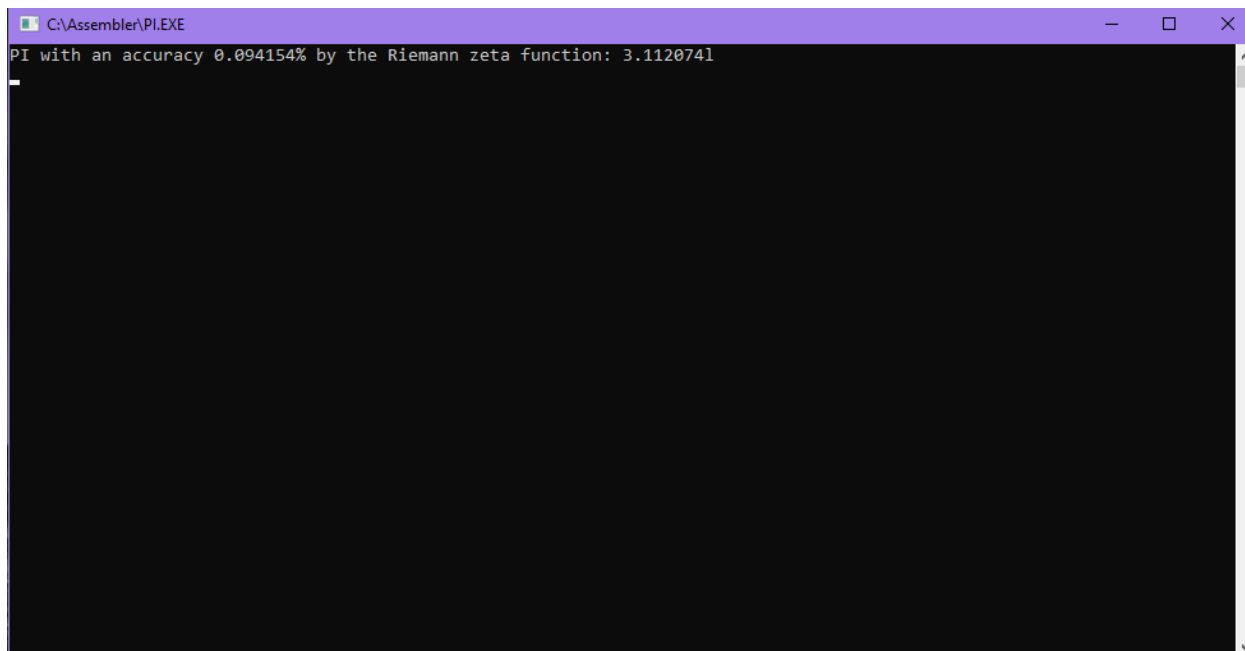 C:\Assembler\PI.EXE
PI with an accuracy 0.094154% by the Riemann zeta function: 3.112074l